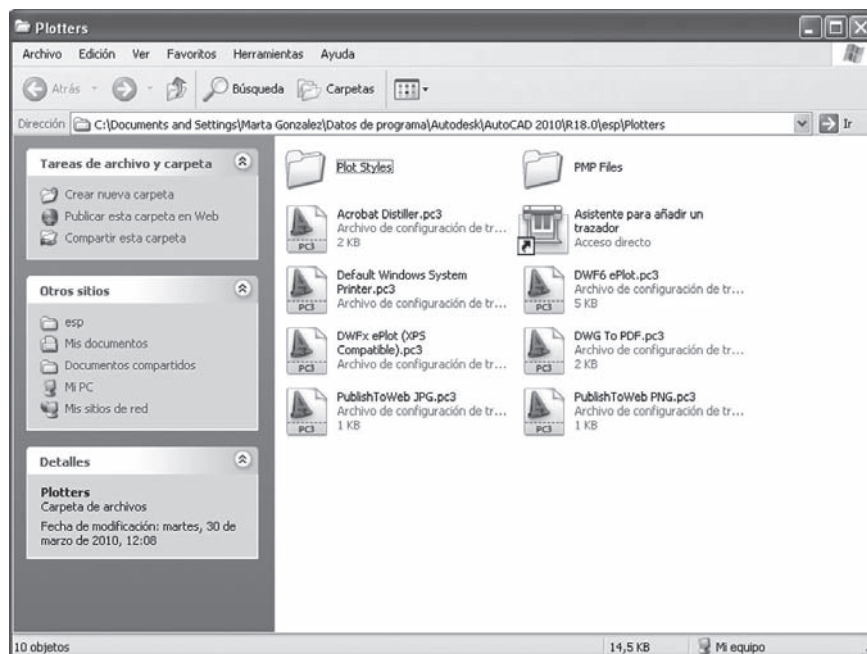 Plotters
Archivo Edición Ver Favoritos Herramientas Ayuda
Atrás Búsqueda Carpetas
Dirección C:\Documents and Settings\Marta Gonzalez\Datos de programa\Autodesk\AutoCAD 2010\R18.0\esp\Plotters Ir
Tareas de archivo y carpeta
Crear nueva carpeta
Publicar esta carpeta en Web
Compartir esta carpeta
Otros sitios
esp
Mis documentos
Documentos compartidos
Mi PC
Mis sitios de red
Detalles
Plotters
Carpeta de archivos
Fecha de modificación: martes, 30 de
marzo de 2010, 12:08
Plot Styles
PMP Files
PC3
Acrobat Distiller.pc3
Archivo de configuración de tr...
2 KB
Asistente para añadir un
trazador
Acceso directo
PC3
Default Windows System
Printer.pc3
Archivo de configuración de tr...
PC3
DWF6 ePlot.pc3
Archivo de configuración de tr...
5 KB
PC3
DWFx ePlot (XPS
Compatible).pc3
Archivo de configuración de tr...
PC3
DWG To PDF.pc3
Archivo de configuración de tr...
2 KB
PC3
PublishToWeb JPG.pc3
Archivo de configuración de tr...
1 KB
PC3
PublishToWeb PNG.pc3
Archivo de configuración de tr...
1 KB
10 objetos 14,5 KB Mi equipo